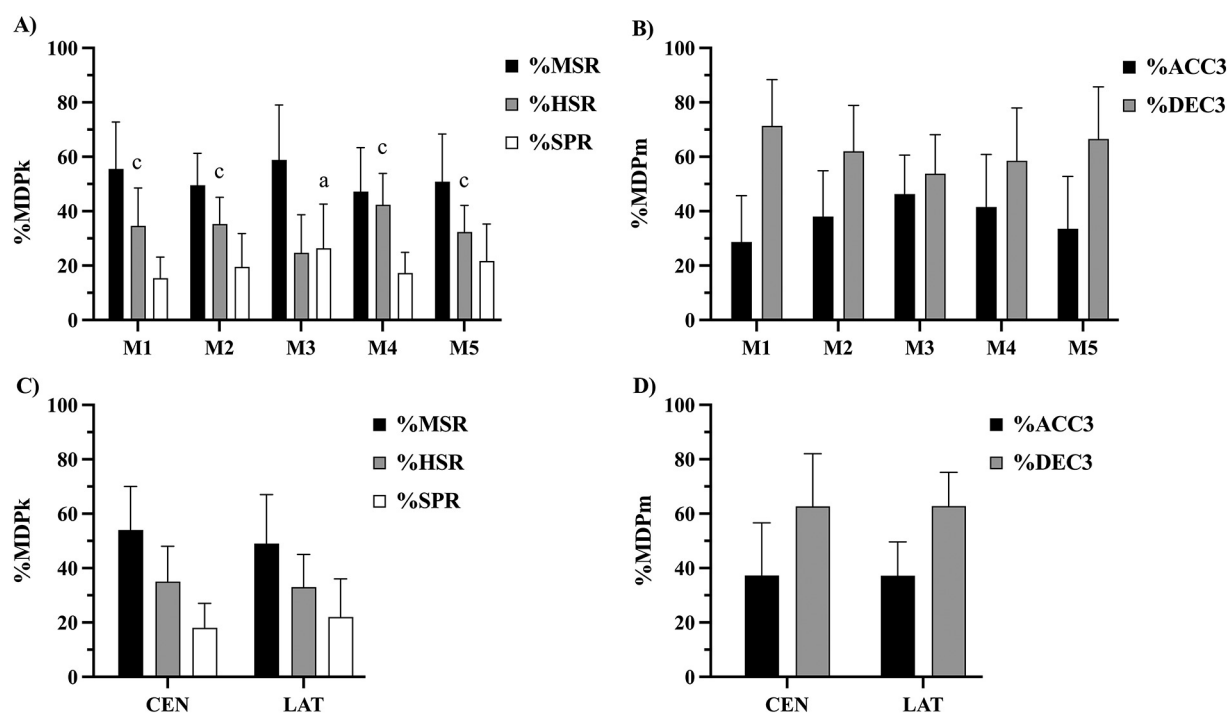 A)
%MDPk
100
80
60
40
20
0
c c a c c
M1 M2 M3 M4 M5
%MSR
%HSR
%SPR
B)
%MDPm
100
80
60
40
20
0
M1 M2 M3 M4 M5
%ACC3
%DEC3
C)
%MDPk
100
80
60
40
20
0
CEN LAT
%MSR
%HSR
%SPR
D)
%MDPm
100
80
60
40
20
0
CEN LAT
%ACC3
%DEC3